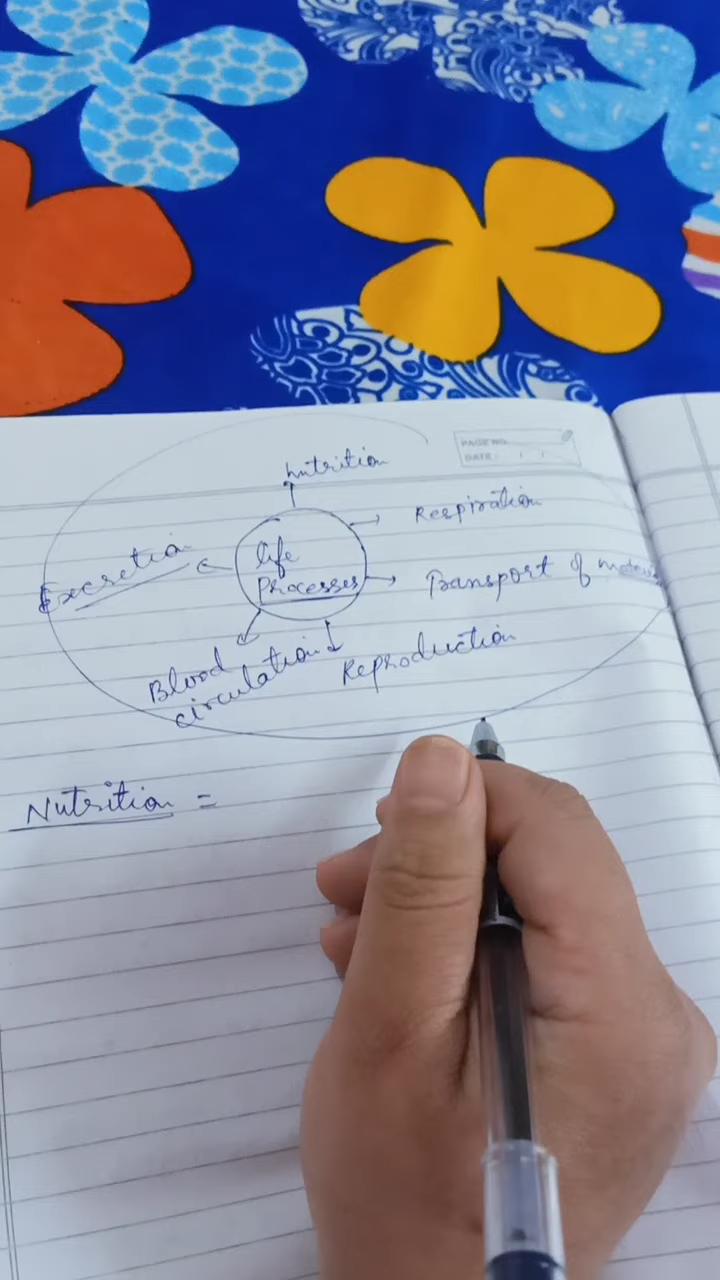 PAGE NO.
DATE : / /
Nutrition
Respiration
Excretion
life
Processes
Transport of
Blood
circulation
Reproduction
Nutrition =